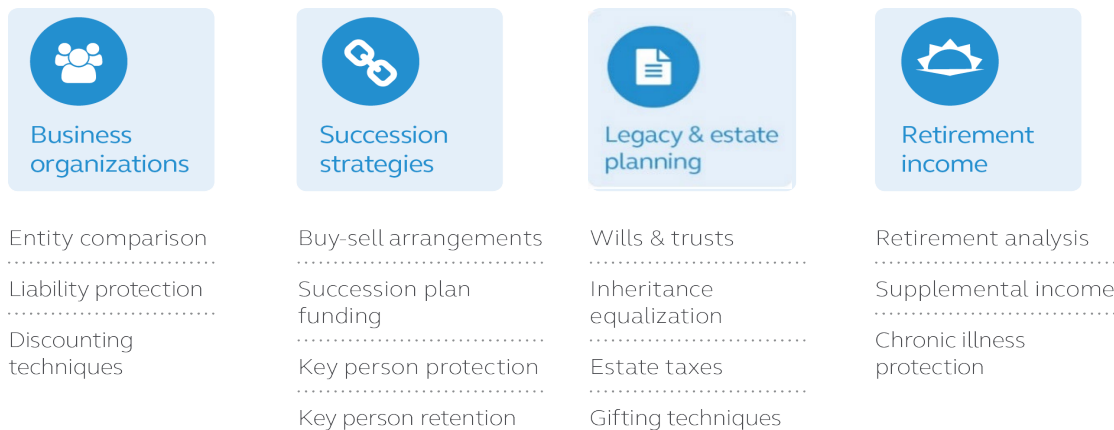 Business
organizations
Entity comparison
Liability protection
Discounting
techniques
Succession
strategies
Buy-sell arrangements
Succession plan
funding
Key person protection
Key person retention
Legacy & estate
planning
Wills & trusts
Inheritance
equalization
Estate taxes
Gifting techniques
Retirement
income
Retirement analysis
Supplemental income
Chronic illness
protection